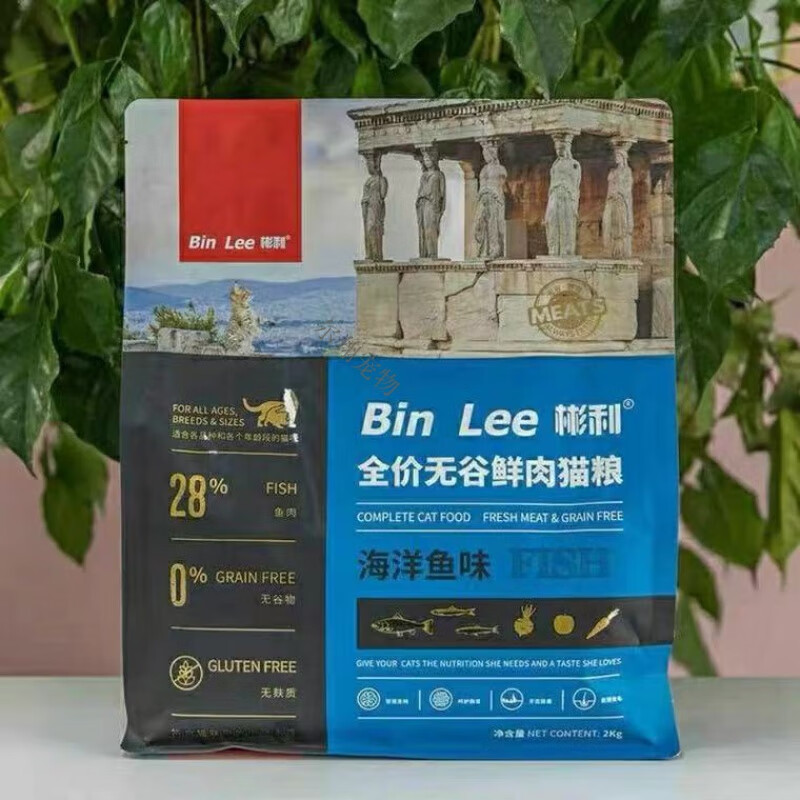 Bin Lee 彬利®
MEATS
宠物
FOR ALL AGES,
BREEDS & SIZES
适合各品种和各个年龄段的猫咪
28% FISH
鱼肉
0% GRAIN FREE
无谷物
GLUTEN FREE
无麸质
Bin Lee 彬利®
全价无谷鲜肉猫粮
COMPLETE CAT FOOD FRESH MEAT & GRAIN FREE
海洋鱼味 FISH
GIVE YOUR CATS THE NUTRITION SHE NEEDS AND A TASTE SHE LOVES
净含量 NET CONTENT: 2Kg